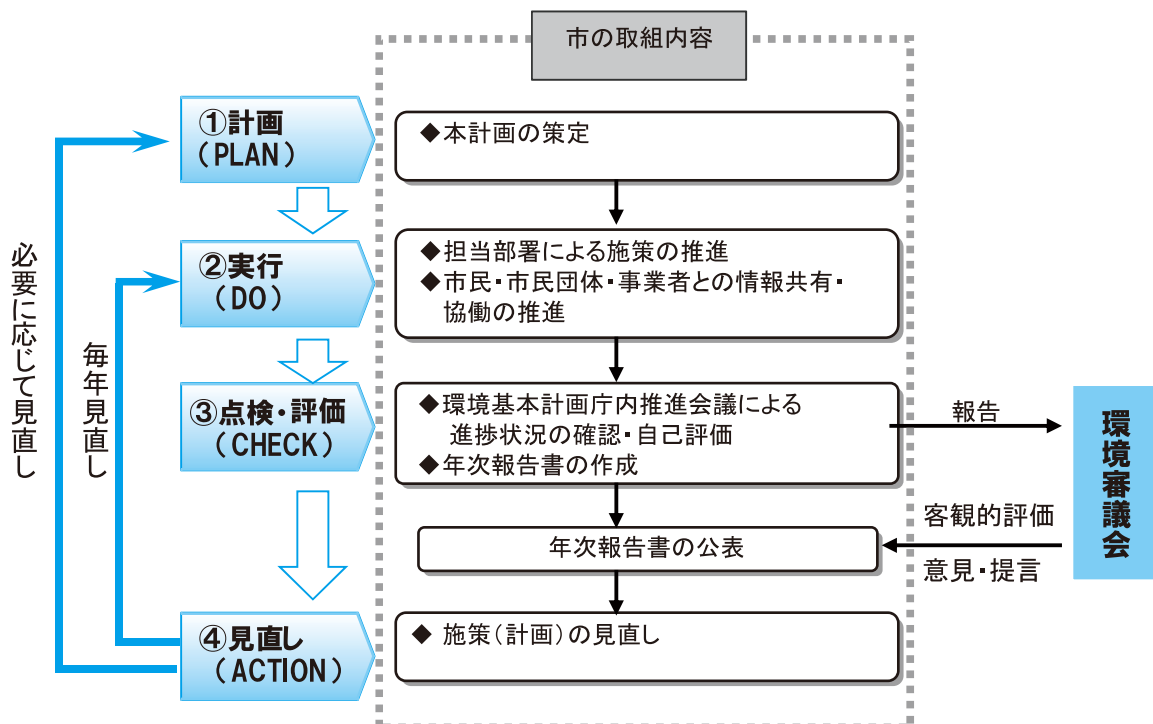 市の取組内容
①計画
(PLAN)
◆本計画の策定
②実行
(DO)
◆担当部署による施策の推進
◆市民・市民団体・事業者との情報共有・
協働の推進
③点検・評価
(CHECK)
◆環境基本計画庁内推進会議による
進捗状況の確認・自己評価
◆年次報告書の作成
年次報告書の公表
④見直し
(ACTION)
◆ 施策(計画)の見直し
必要に応じて見直し
毎年見直し
報告
客観的評価
意見・提言
環境審議会